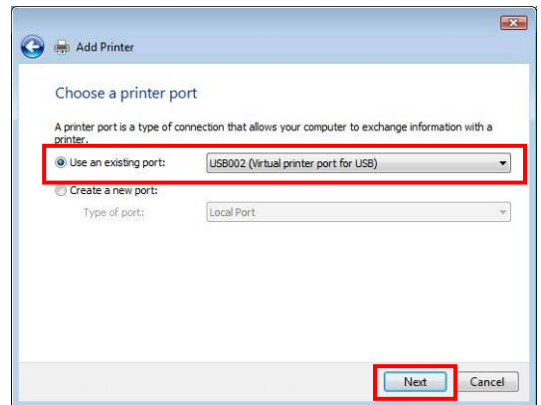 Add Printer
Choose a printer port
A printer port is a type of connection that allows your computer to exchange information with a
printer.
Use an existing port: USB002 (Virtual printer port for USB)
Create a new port:
Type of port: Local Port
Next Cancel